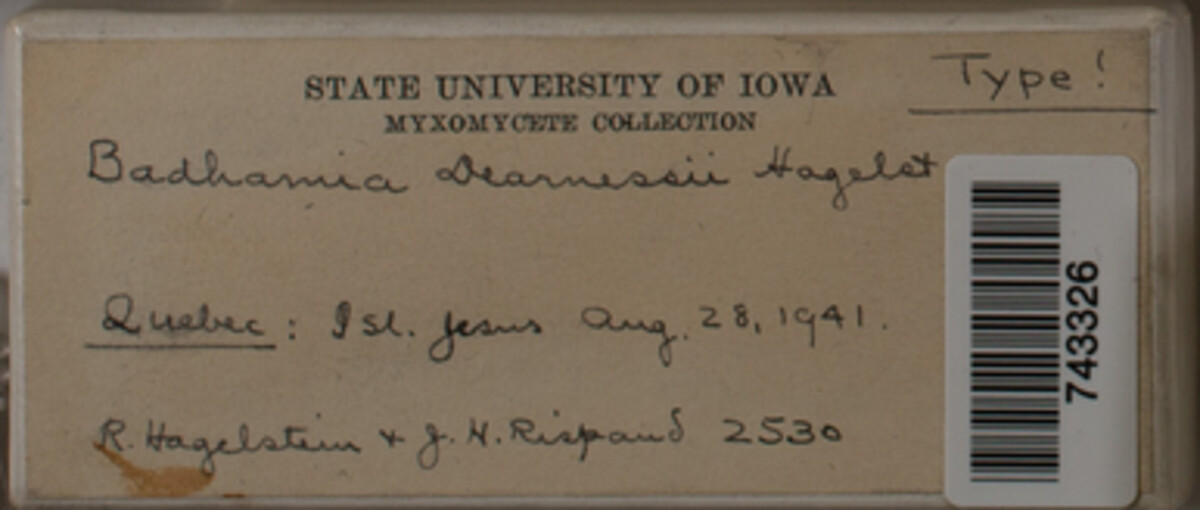 Type!
STATE UNIVERSITY OF IOWA
MYXOMYCETE COLLECTION
Badhamia Dearnessii Hagelst
Quebec: Isl. Jesus Aug. 28, 1941.
R. Hagelstein + J. H. Rispaud 2530
743326